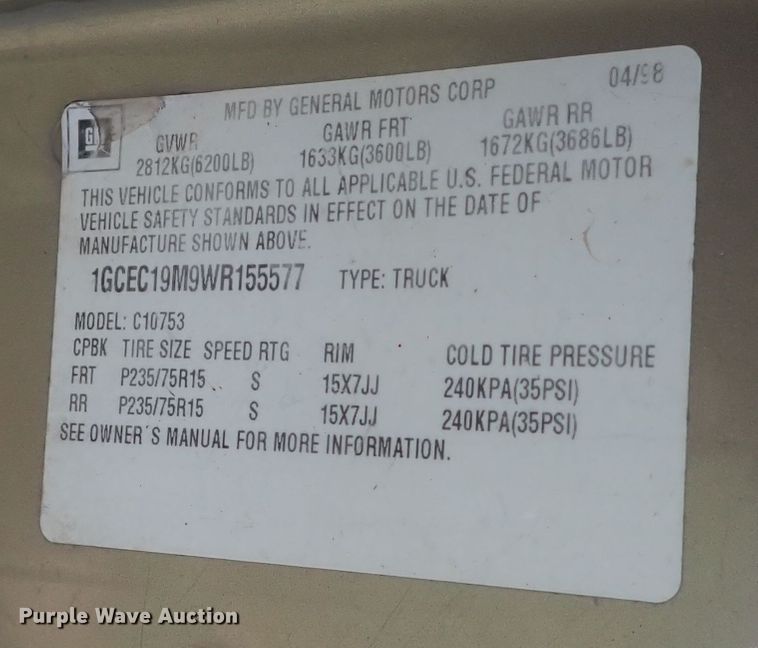 MFD BY GENERAL MOTORS CORP 04/98
GM GVWR GAWR FRT GAWR RR
2812KG(6200LB) 1633KG(3600LB) 1672KG(3686LB)
THIS VEHICLE CONFORMS TO ALL APPLICABLE U.S. FEDERAL MOTOR
VEHICLE SAFETY STANDARDS IN EFFECT ON THE DATE OF
MANUFACTURE SHOWN ABOVE.
1GCEC19M9WR155577 TYPE: TRUCK
MODEL: C10753
CPBK TIRE SIZE SPEED RTG RIM COLD TIRE PRESSURE
FRT P235/75R15 S 15X7JJ 240KPA(35PSI)
RR P235/75R15 S 15X7JJ 240KPA(35PSI)
SEE OWNER'S MANUAL FOR MORE INFORMATION.
Purple Wave Auction